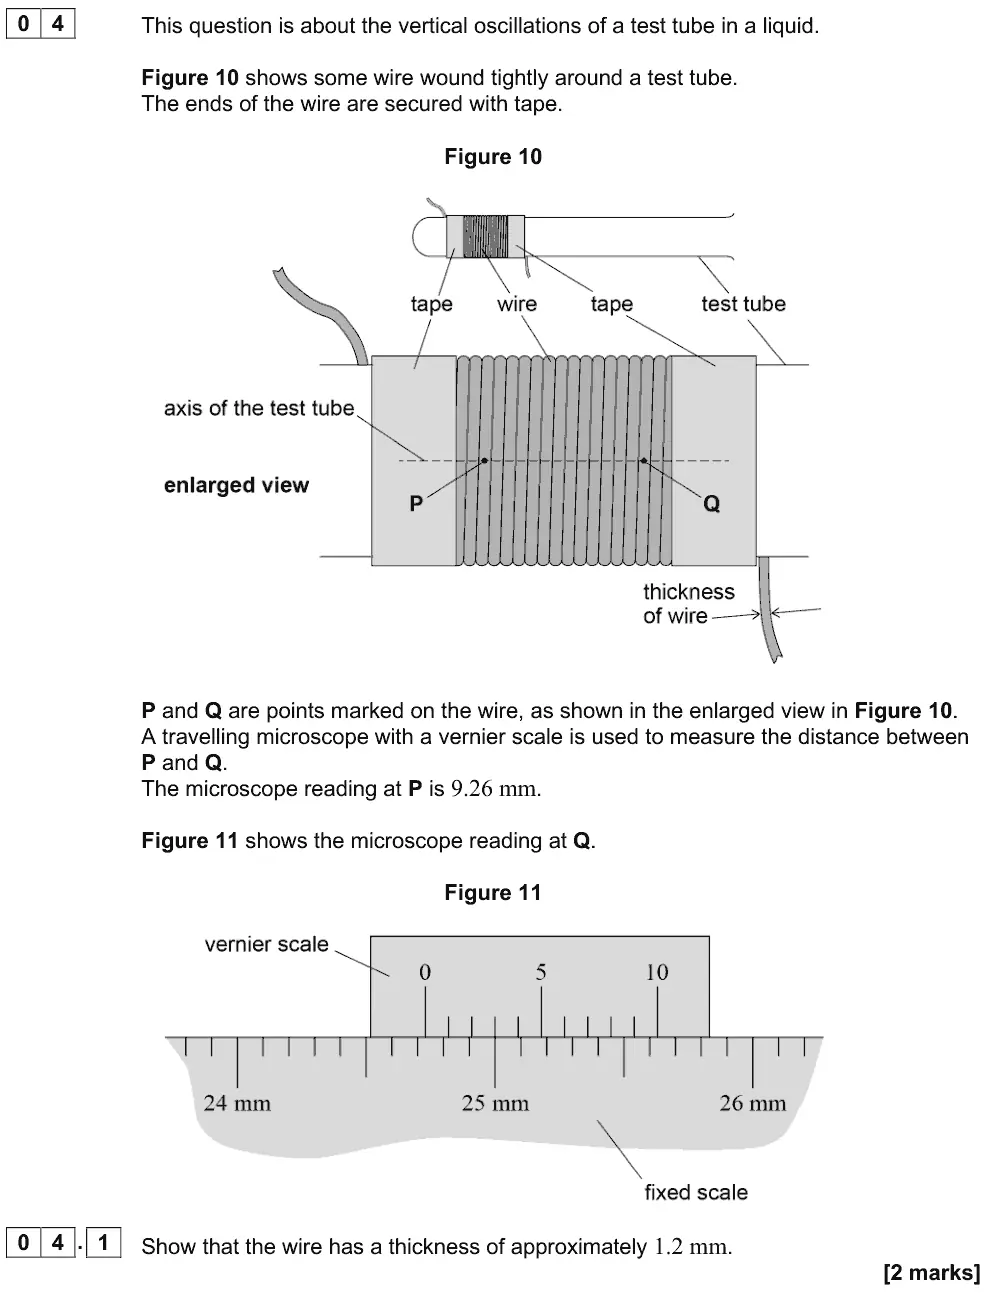 0 4 This question is about the vertical oscillations of a test tube in a liquid.
Figure 10 shows some wire wound tightly around a test tube.
The ends of the wire are secured with tape.
Figure 10
tape wire tape test tube
axis of the test tube
enlarged view
P Q
thickness
of wire
P and Q are points marked on the wire, as shown in the enlarged view in Figure 10.
A travelling microscope with a vernier scale is used to measure the distance between
P and Q.
The microscope reading at P is 9.26 mm.
Figure 11 shows the microscope reading at Q.
Figure 11
vernier scale
0 5 10
24 mm 25 mm 26 mm
fixed scale
0 4 . 1 Show that the wire has a thickness of approximately 1.2 mm.
[2 marks]